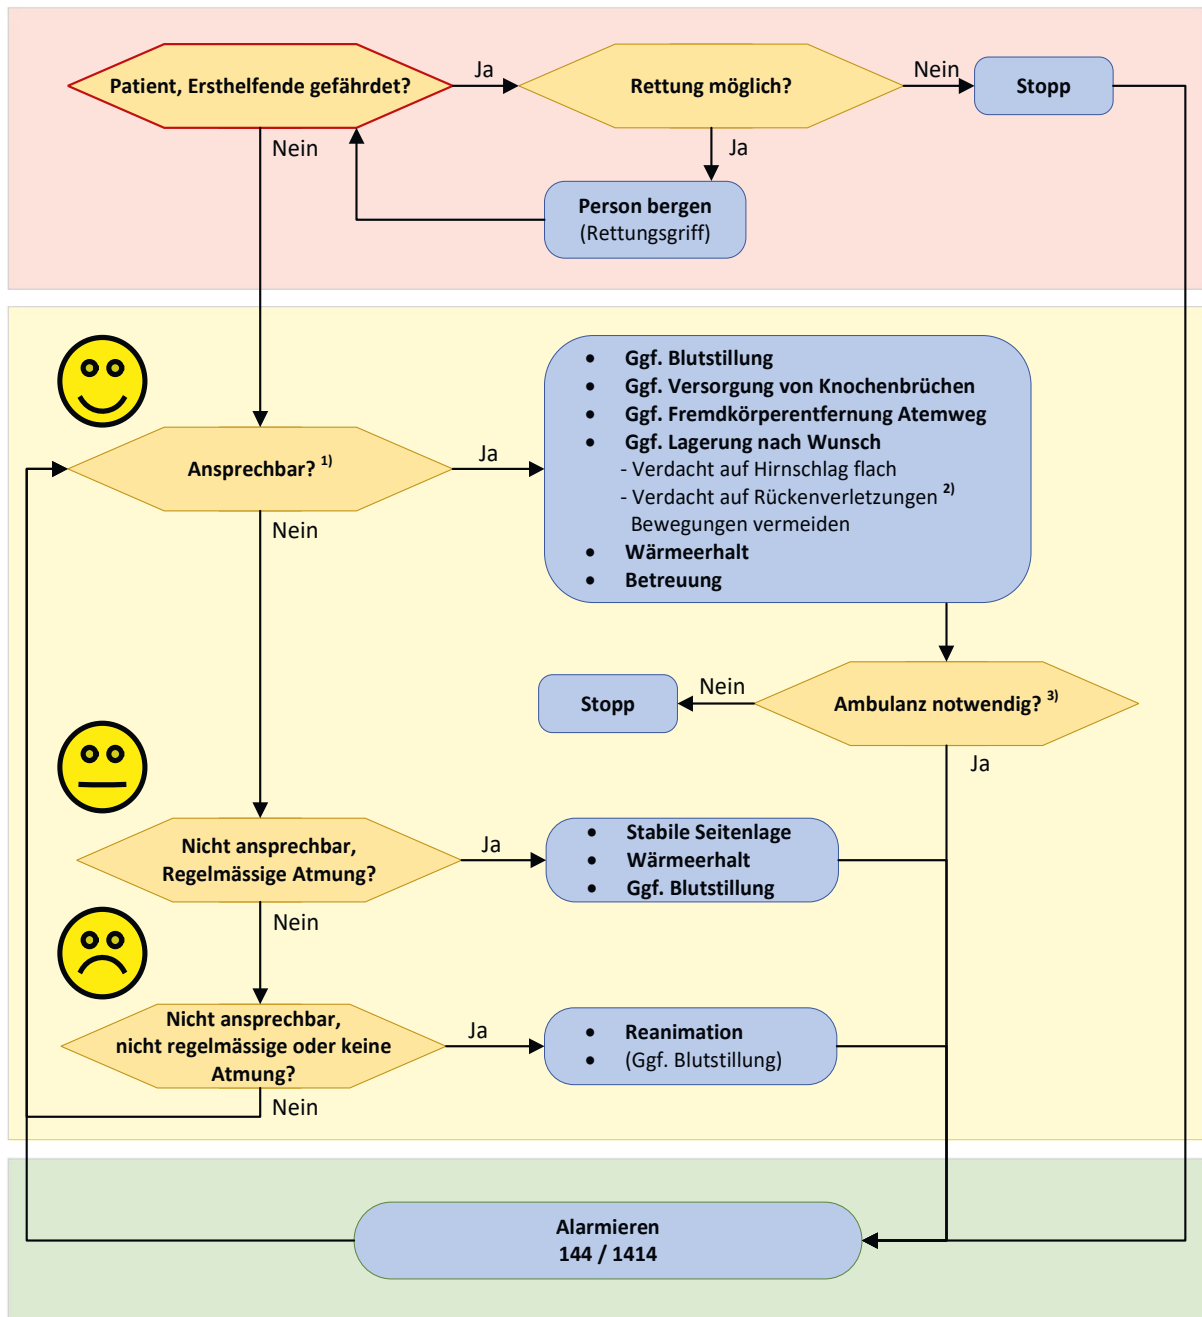 Patient, Ersthelfende gefährdet?
Ja
Rettung möglich?
Nein
Stopp
Nein
Ja
Person bergen
(Rettungsgriff)
• Ggf. Blutstillung
• Ggf. Versorgung von Knochenbrüchen
• Ggf. Fremdkörperentfernung Atemweg
• Ggf. Lagerung nach Wunsch
- Verdacht auf Hirnschlag flach
- Verdacht auf Rückenverletzungen 2)
Bewegungen vermeiden
• Wärmeerhalt
• Betreuung
Ansprechbar? 1)
Ja
Nein
Stopp
Nein
Ambulanz notwendig? 3)
Ja
Nicht ansprechbar,
Regelmässige Atmung?
Ja
• Stabile Seitenlage
• Wärmeerhalt
• Ggf. Blutstillung
Nein
Nicht ansprechbar,
nicht regelmässige oder keine
Atmung?
Ja
• Reanimation
• (Ggf. Blutstillung)
Nein
Alarmieren
144 / 1414